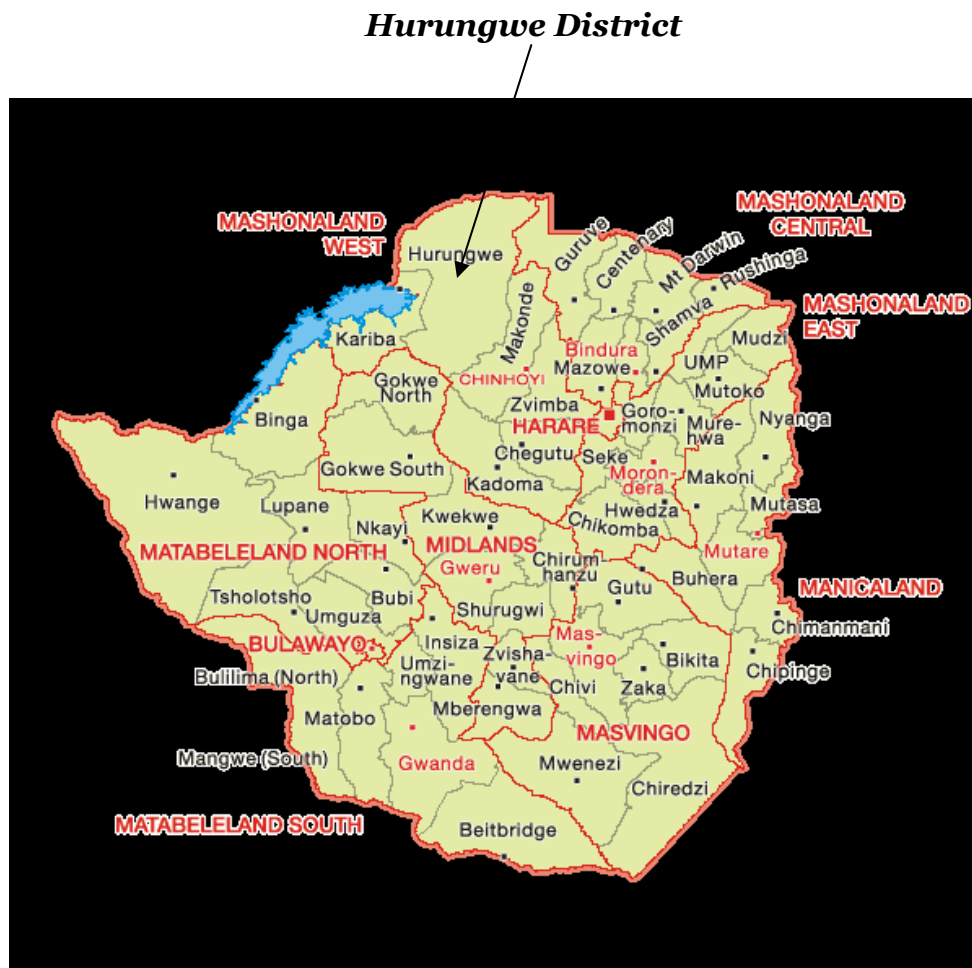 Hurungwe District
MASHONALAND
WEST
MASHONALAND
CENTRAL
Hurungwe
Guruve
Centenary
Mt Darwin
Rushinga
MASHONALAND
EAST
Makonde
Shamva
Kariba
Bindura
Mazowe
Mudzi
UMP
CHINHOYI
Gokwe
North
Mutoko
Zvimba
Binga
HARARE
Goro-
monzi
Mure-
hwa
Nyanga
Chegutu
Seke
Gokwe South
Kadoma
Moron-
dera
Makoni
Hwange
Lupane
Hwedza
Mutasa
Nkayi
Kwekwe
Chikomba
MATABELELAND NORTH
MIDLANDS
Mutare
Gweru
Chirum-
hanzu
Gutu
Buhera
MANICALAND
Tsholotsho
Bubi
Umguza
Shurugwi
Chimanmani
BULAWAYO
Insiza
Mas-
vingo
Zvisha-
vane
Bikita
Umzi-
ngwane
Chipinge
Bulilima (North)
Chivi
Zaka
Matobo
Mberengwa
MASVINGO
Mangwe (South)
Gwanda
Mwenezi
Chiredzi
MATABELELAND SOUTH
Beitbridge